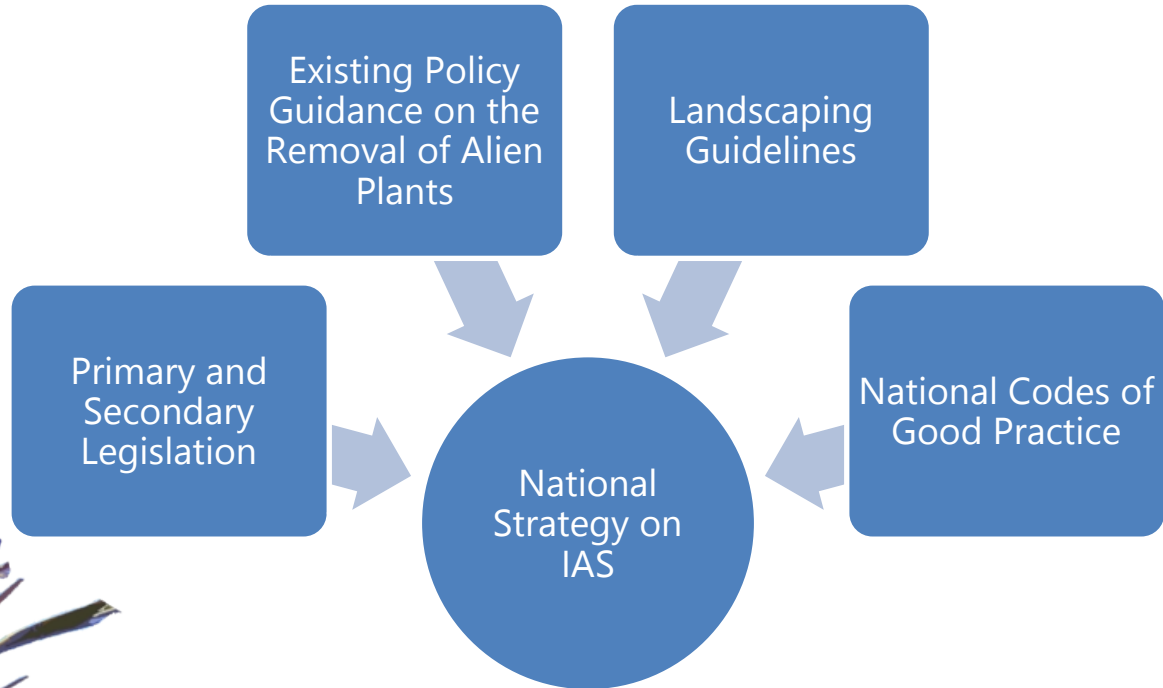 Existing Policy
Guidance on the
Removal of Alien
Plants
Landscaping
Guidelines
Primary and
Secondary
Legislation
National Codes of
Good Practice
National
Strategy on
IAS